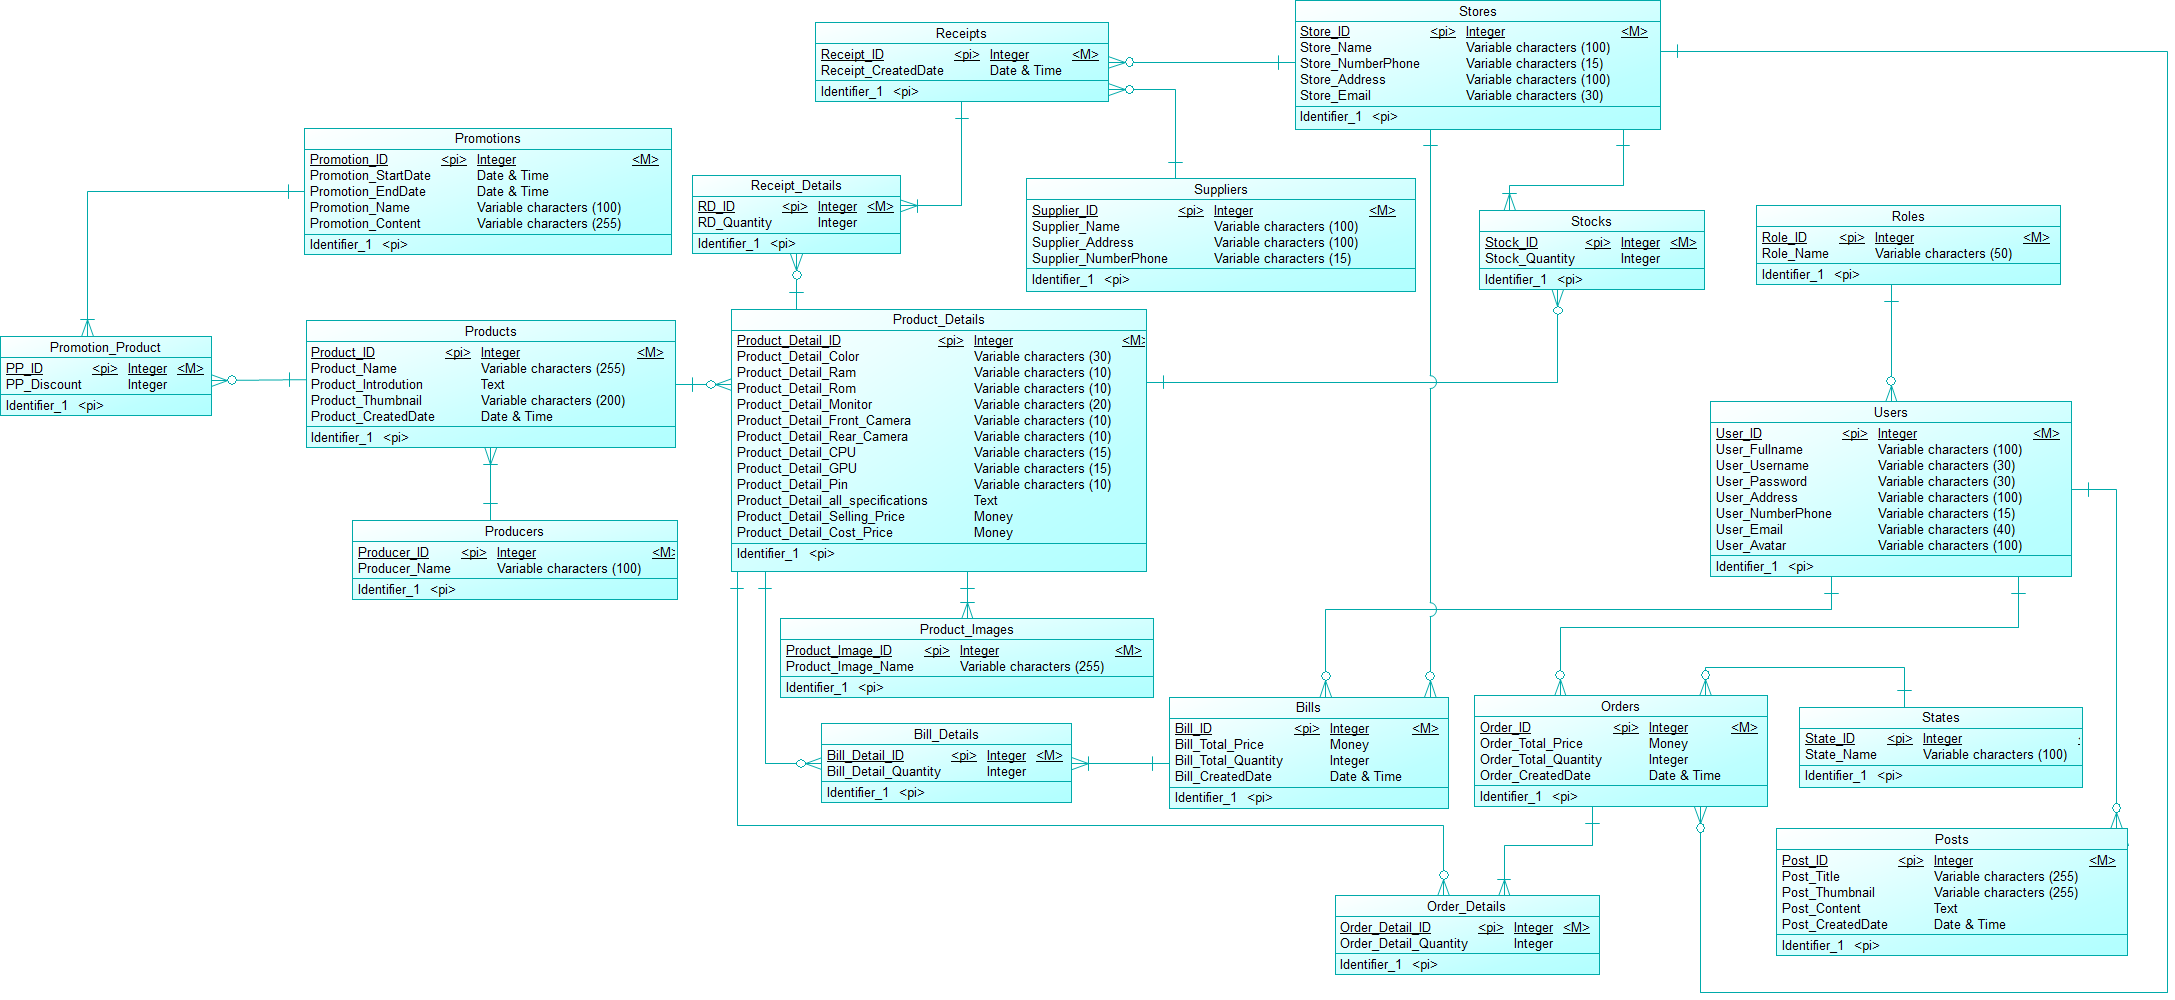 Stores
Store_ID <pi> Integer <M>
Store_Name Variable characters (100)
Store_NumberPhone Variable characters (15)
Store_Address Variable characters (100)
Store_Email Variable characters (30)
Identifier_1 <pi>
Receipts
Receipt_ID <pi> Integer <M>
Receipt_CreatedDate Date & Time
Identifier_1 <pi>
Promotions
Promotion_ID <pi> Integer <M>
Promotion_StartDate Date & Time
Promotion_EndDate Date & Time
Promotion_Name Variable characters (100)
Promotion_Content Variable characters (255)
Identifier_1 <pi>
Receipt_Details
RD_ID <pi> Integer <M>
RD_Quantity Integer
Identifier_1 <pi>
Suppliers
Supplier_ID <pi> Integer <M>
Supplier_Name Variable characters (100)
Supplier_Address Variable characters (100)
Supplier_NumberPhone Variable characters (15)
Identifier_1 <pi>
Stocks
Stock_ID <pi> Integer <M>
Stock_Quantity Integer
Identifier_1 <pi>
Roles
Role_ID <pi> Integer <M>
Role_Name Variable characters (50)
Identifier_1 <pi>
Promotion_Product
PP_ID <pi> Integer <M>
PP_Discount Integer
Identifier_1 <pi>
Products
Product_ID <pi> Integer <M>
Product_Name Variable characters (255)
Product_Introdution Text
Product_Thumbnail Variable characters (200)
Product_CreatedDate Date & Time
Identifier_1 <pi>
Product_Details
Product_Detail_ID <pi> Integer <M>
Product_Detail_Color Variable characters (30)
Product_Detail_Ram Variable characters (10)
Product_Detail_Rom Variable characters (10)
Product_Detail_Monitor Variable characters (20)
Product_Detail_Front_Camera Variable characters (10)
Product_Detail_Rear_Camera Variable characters (10)
Product_Detail_CPU Variable characters (15)
Product_Detail_GPU Variable characters (15)
Product_Detail_Pin Variable characters (10)
Product_Detail_all_specifications Text
Product_Detail_Selling_Price Money
Product_Detail_Cost_Price Money
Identifier_1 <pi>
Users
User_ID <pi> Integer <M>
User_Fullname Variable characters (100)
User_Username Variable characters (30)
User_Password Variable characters (30)
User_Address Variable characters (100)
User_NumberPhone Variable characters (15)
User_Email Variable characters (40)
User_Avatar Variable characters (100)
Identifier_1 <pi>
Producers
Producer_ID <pi> Integer <M>
Producer_Name Variable characters (100)
Identifier_1 <pi>
Product_Images
Product_Image_ID <pi> Integer <M>
Product_Image_Name Variable characters (255)
Identifier_1 <pi>
Bill_Details
Bill_Detail_ID <pi> Integer <M>
Bill_Detail_Quantity Integer
Identifier_1 <pi>
Bills
Bill_ID <pi> Integer <M>
Bill_Total_Price Money
Bill_Total_Quantity Integer
Bill_CreatedDate Date & Time
Identifier_1 <pi>
Orders
Order_ID <pi> Integer <M>
Order_Total_Price Money
Order_Total_Quantity Integer
Order_CreatedDate Date & Time
Identifier_1 <pi>
States
State_ID <pi> Integer
State_Name Variable characters (100)
Identifier_1 <pi>
Posts
Post_ID <pi> Integer <M>
Post_Title Variable characters (255)
Post_Thumbnail Variable characters (255)
Post_Content Text
Post_CreatedDate Date & Time
Identifier_1 <pi>
Order_Details
Order_Detail_ID <pi> Integer <M>
Order_Detail_Quantity Integer
Identifier_1 <pi>